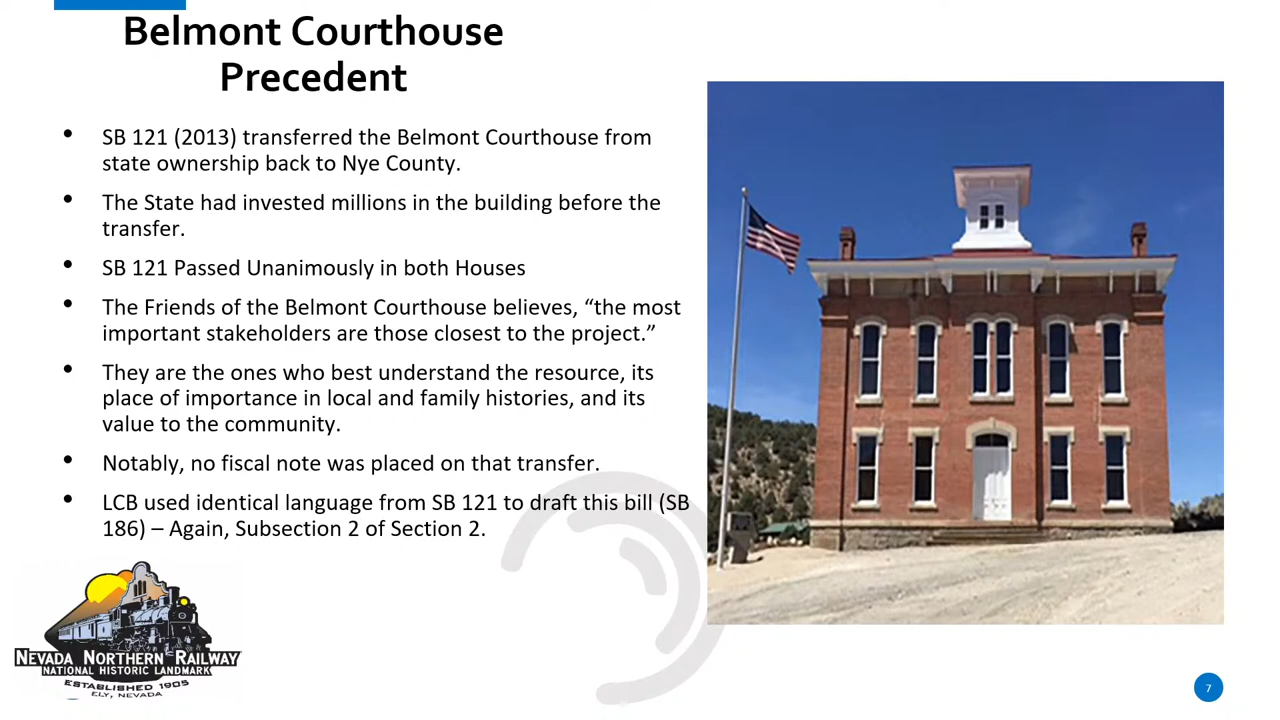 Belmont Courthouse
Precedent
• SB 121 (2013) transferred the Belmont Courthouse from
state ownership back to Nye County.
• The State had invested millions in the building before the
transfer.
• SB 121 Passed Unanimously in both Houses
• The Friends of the Belmont Courthouse believes, “the most
important stakeholders are those closest to the project.”
• They are the ones who best understand the resource, its
place of importance in local and family histories, and its
value to the community.
• Notably, no fiscal note was placed on that transfer.
• LCB used identical language from SB 121 to draft this bill (SB
186) – Again, Subsection 2 of Section 2.
NEVADA NORTHERN RAILWAY
NATIONAL HISTORIC LANDMARK
ESTABLISHED 1905
ELY, NEVADA
7